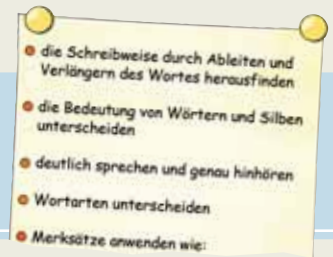 die Schreibweise durch Ableiten und
Verlängern des Wortes herausfinden
die Bedeutung von Wörtern und Silben
unterscheiden
deutlich sprechen und genau hinhören
Wortarten unterscheiden
Merksätze anwenden wie: